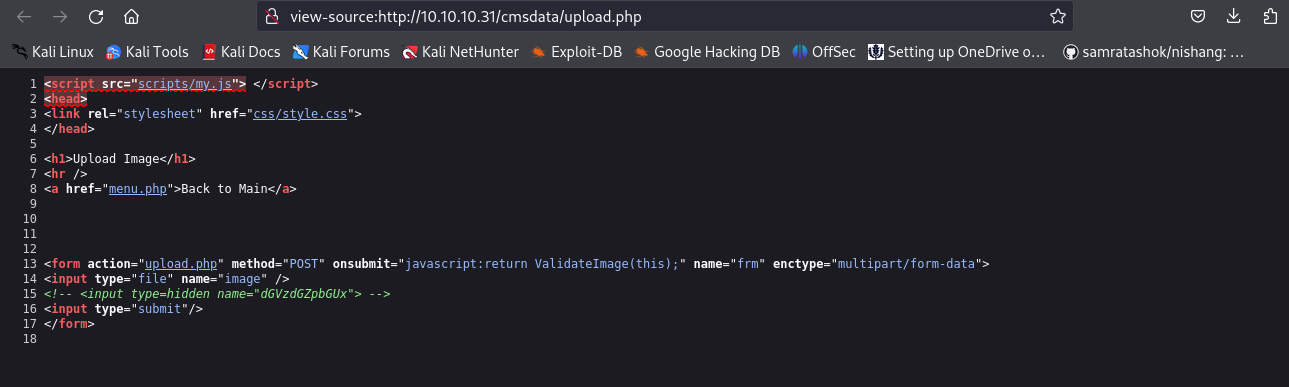 view-source:http://10.10.10.31/cmsdata/upload.php
Kali Linux Kali Tools Kali Docs Kali Forums Kali NetHunter Exploit-DB Google Hacking DB OffSec Setting up OneDrive o… samratashok/nishang: …
1 <script src="scripts/my.js"> </script>
2 <head>
3 <link rel="stylesheet" href="css/style.css">
4 </head>
5
6 <h1>Upload Image</h1>
7 <hr />
8 <a href="menu.php">Back to Main</a>
9
10
11
12
13 <form action="upload.php" method="POST" onsubmit="javascript:return ValidateImage(this);" name="frm" enctype="multipart/form-data">
14 <input type="file" name="image" />
15 <!-- <input type=hidden name="dGVzdGZpbGUx"> -->
16 <input type="submit"/>
17 </form>
18